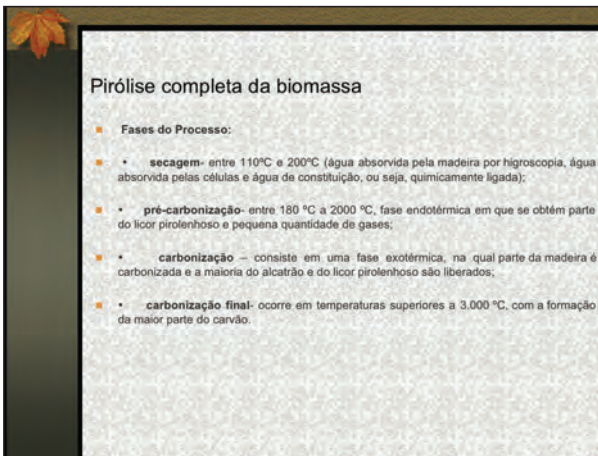 Pirólise completa da biomassa
Fases do Processo:
• secagem- entre 110ºC e 200ºC (água absorvida pela madeira por higroscopia, água
absorvida pelas células e água de constituição, ou seja, quimicamente ligada);
• pré-carbonização- entre 180 ºC a 2000 ºC, fase endotérmica em que se obtém parte
do licor pirolenhoso e pequena quantidade de gases;
• carbonização – consiste em uma fase exotérmica, na qual parte da madeira é
carbonizada e a maioria do alcatrão e do licor pirolenhoso são liberados;
• carbonização final- ocorre em temperaturas superiores a 3.000 ºC, com a formação
da maior parte do carvão.